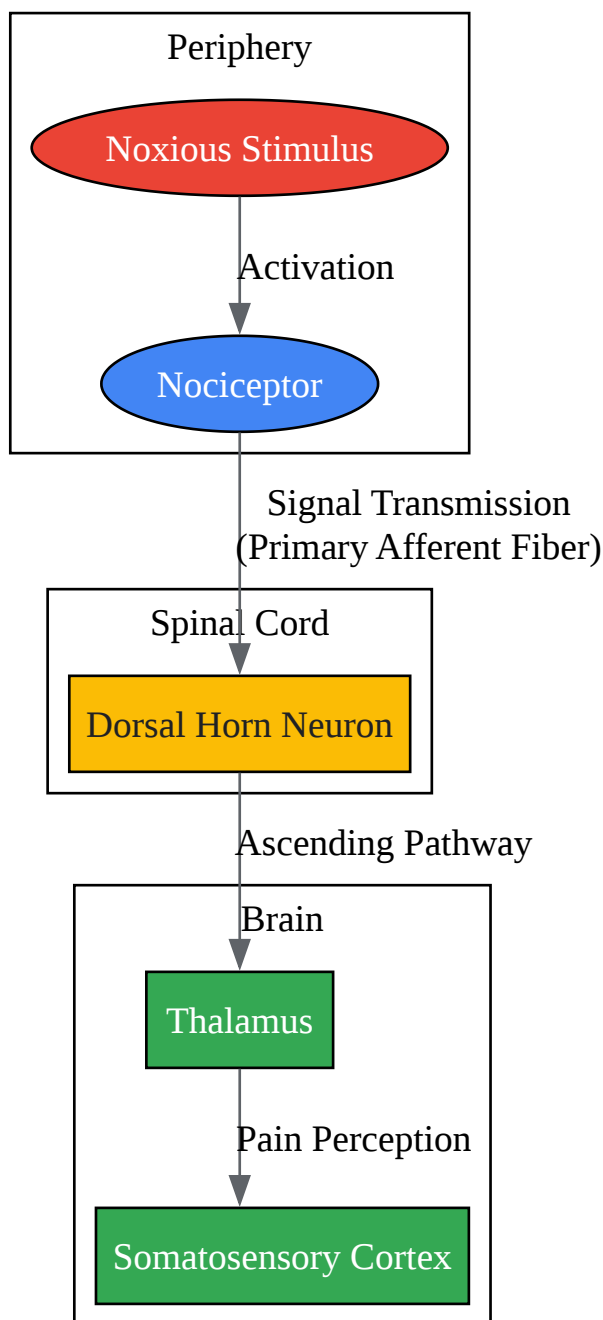 Periphery
Noxious Stimulus
Activation
Nociceptor
Signal Transmission
(Primary Afferent Fiber)
Spinal Cord
Dorsal Horn Neuron
Ascending Pathway
Brain
Thalamus
Pain Perception
Somatosensory Cortex